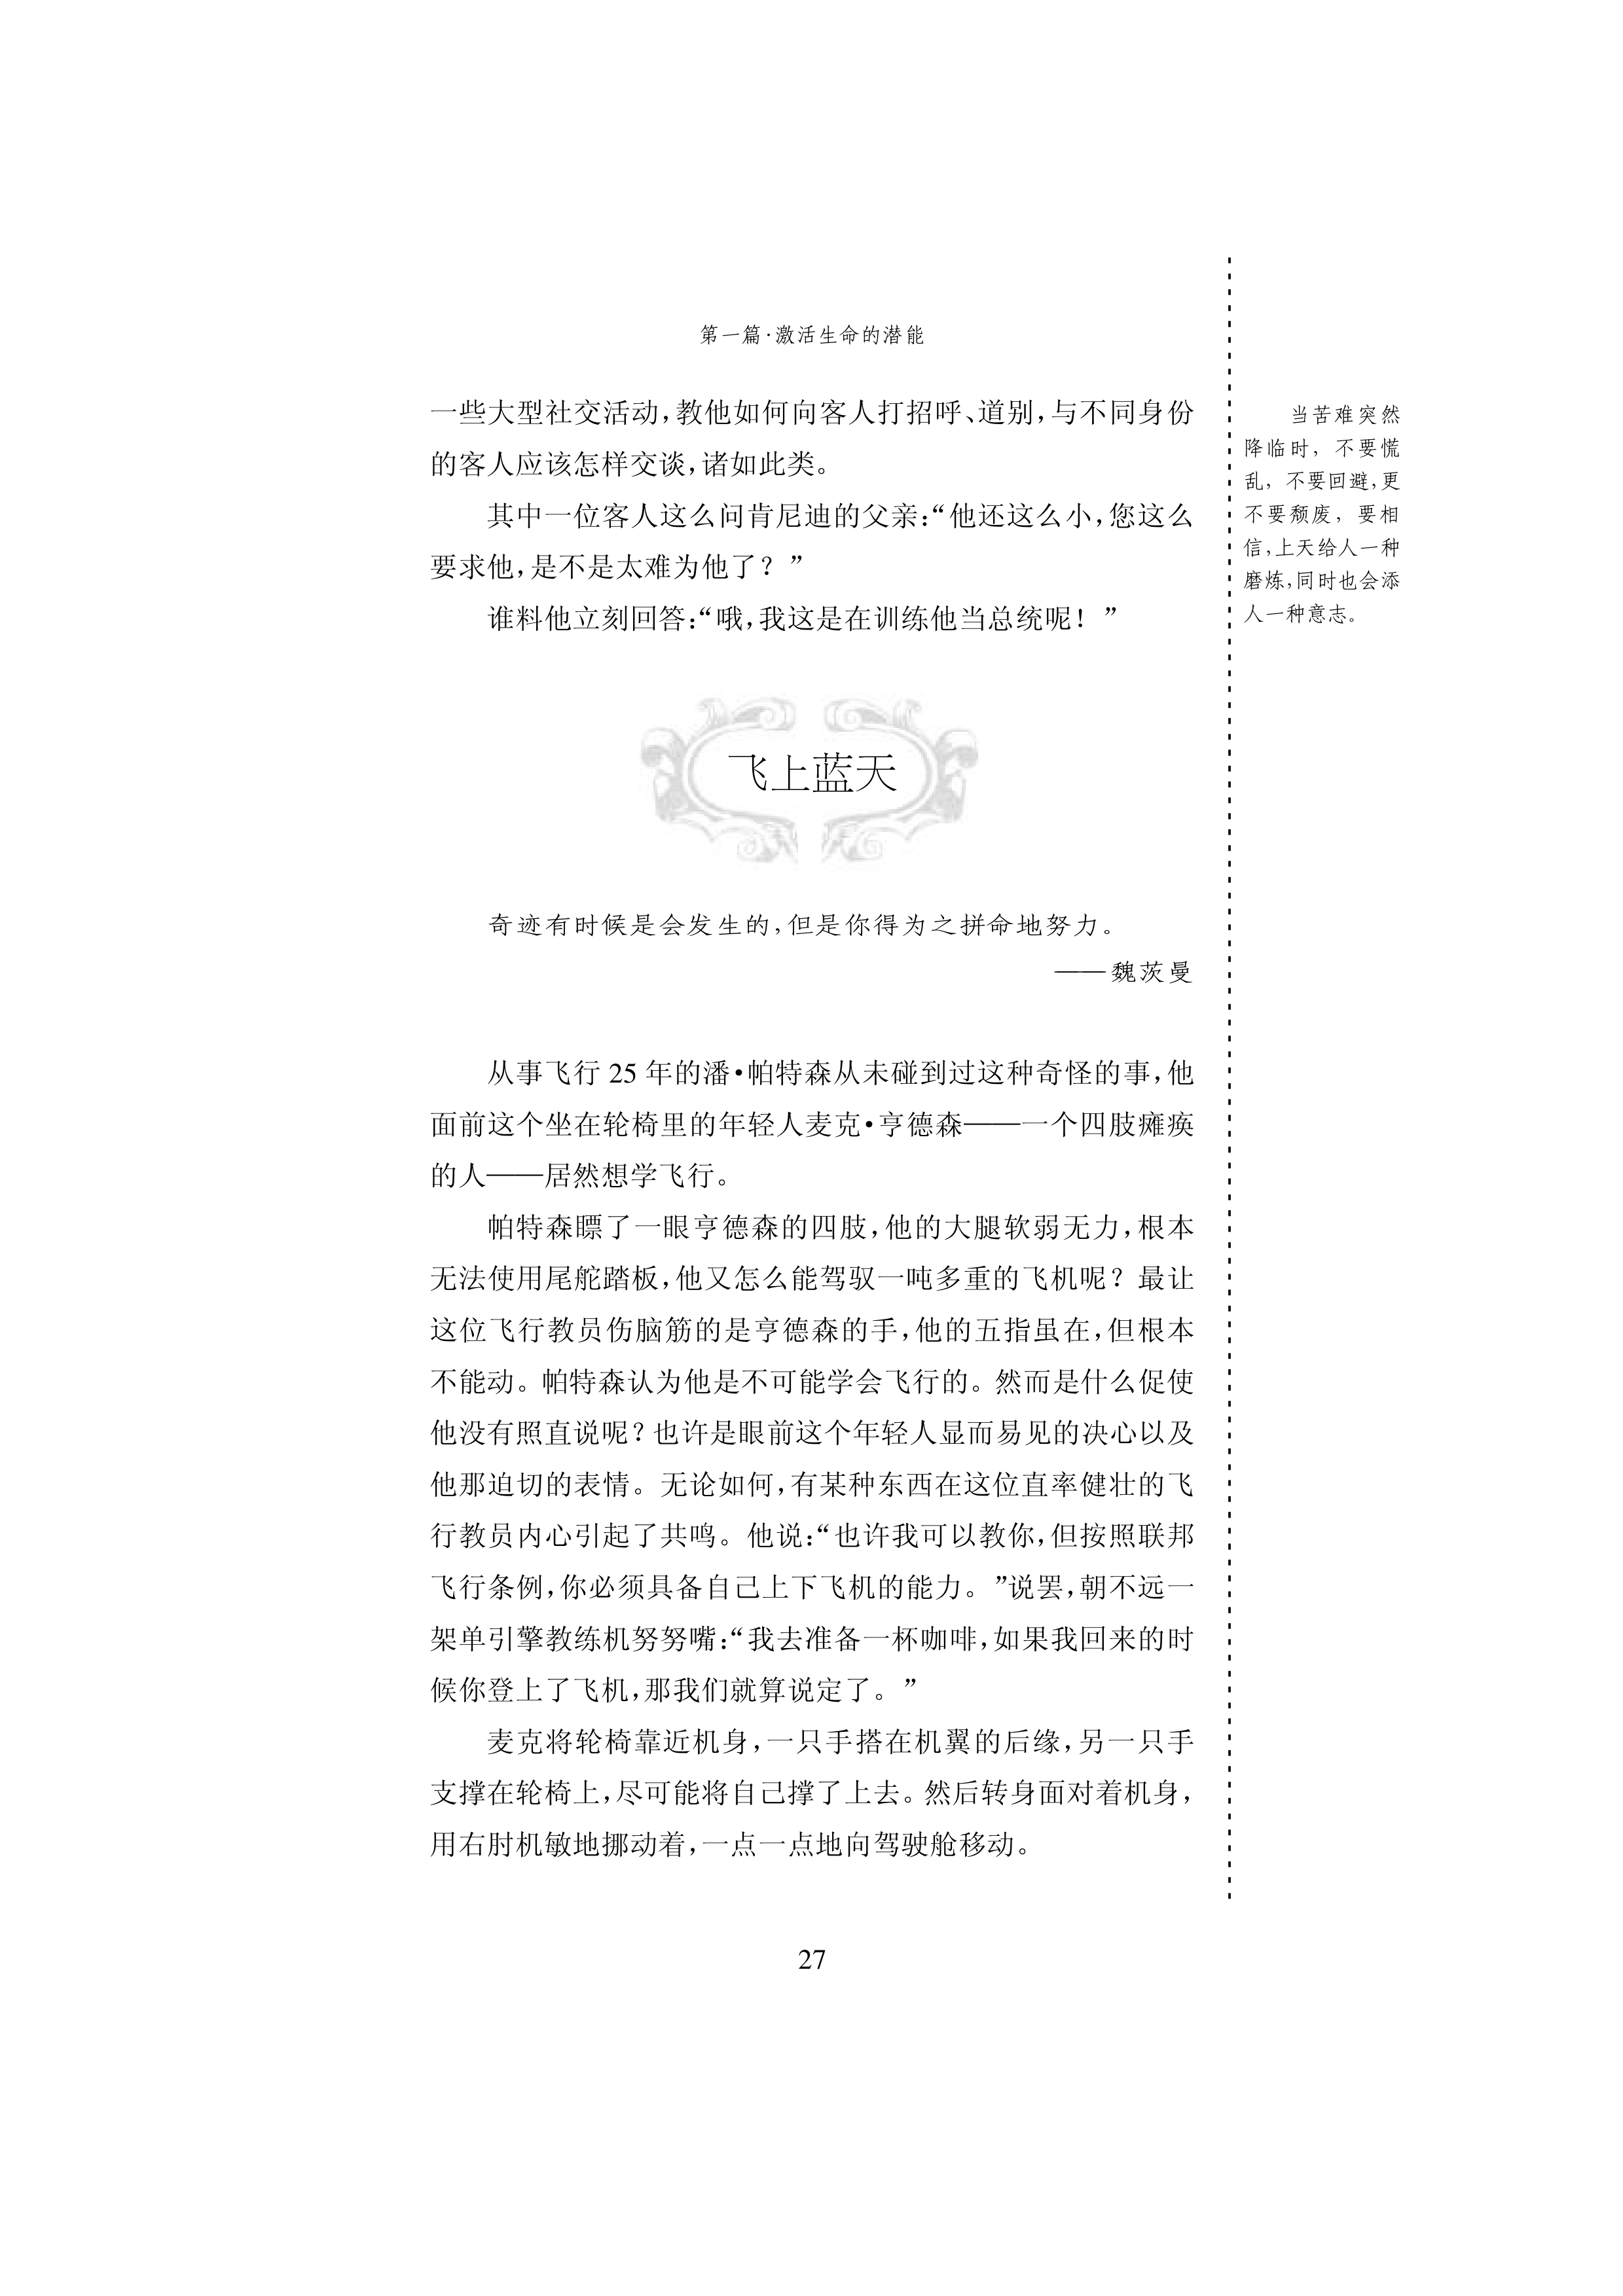 第一篇·激活生命的潜能
一些大型社交活动，教他如何向客人打招呼、道别，与不同身份
的客人应该怎样交谈，诸如此类。
其中一位客人这么问肯尼迪的父亲：“他还这么小，您这么
要求他，是不是太难为他了？”
谁料他立刻回答：“哦，我这是在训练他当总统呢！”
当苦难突然
降临时，不要慌
乱，不要回避，更
不要颓废，要相
信，上天给人一种
磨炼，同时也会添
人一种意志。
飞上蓝天
奇迹有时候是会发生的，但是你得为之拼命地努力。
——魏茨曼
从事飞行 25 年的潘·帕特森从未碰到过这种奇怪的事，他
面前这个坐在轮椅里的年轻人麦克·亨德森——一个四肢瘫痪
的人——居然想学飞行。
帕特森瞟了一眼亨德森的四肢，他的大腿软弱无力，根本
无法使用尾舵踏板，他又怎么能驾驭一吨多重的飞机呢？最让
这位飞行教员伤脑筋的是亨德森的手，他的五指虽在，但根本
不能动。帕特森认为他是不可能学会飞行的。然而是什么促使
他没有照直说呢？也许是眼前这个年轻人显而易见的决心以及
他那迫切的表情。无论如何，有某种东西在这位直率健壮的飞
行教员内心引起了共鸣。他说：“也许我可以教你，但按照联邦
飞行条例，你必须具备自己上下飞机的能力。”说罢，朝不远一
架单引擎教练机努努嘴：“我去准备一杯咖啡，如果我回来的时
候你登上了飞机，那我们就算说定了。”
麦克将轮椅靠近机身，一只手搭在机翼的后缘，另一只手
支撑在轮椅上，尽可能将自己撑了上去。然后转身面对着机身，
用右肘机敏地挪动着，一点一点地向驾驶舱移动。
27